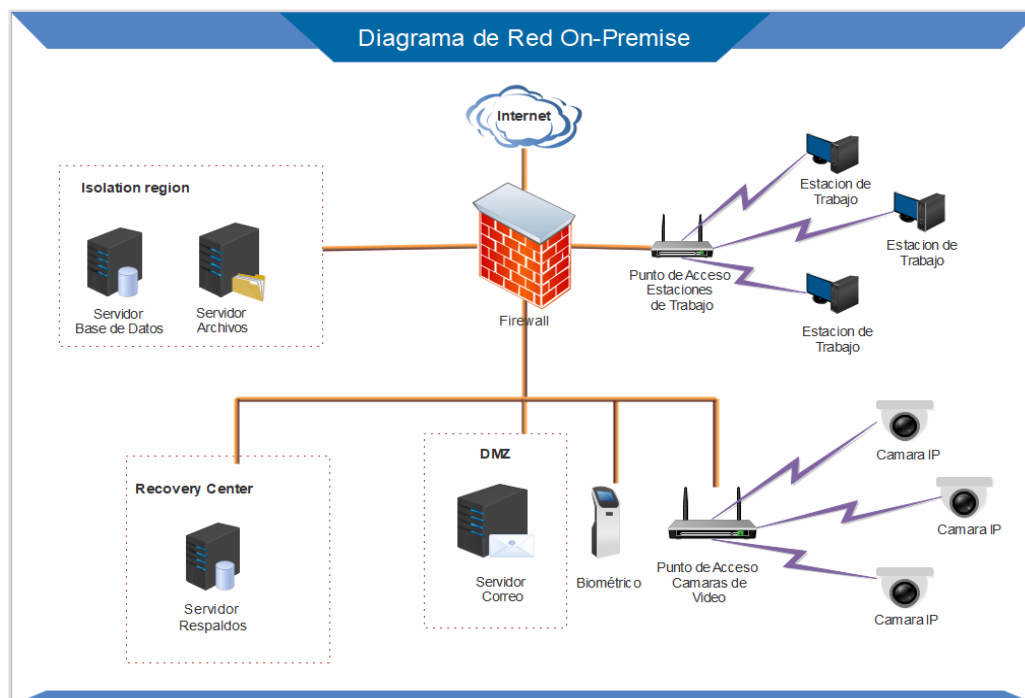 Diagrama de Red On-Premise
Internet
Isolation region
Servidor
Base de Datos
Servidor
Archivos
Firewall
Punto de Acceso
Estaciones
de Trabajo
Estacion de
Trabajo
Estacion de
Trabajo
Estacion de
Trabajo
Recovery Center
Servidor
Respaldos
DMZ
Servidor
Correo
Biométrico
Punto de Acceso
Camaras de
Video
Camara IP
Camara IP
Camara IP